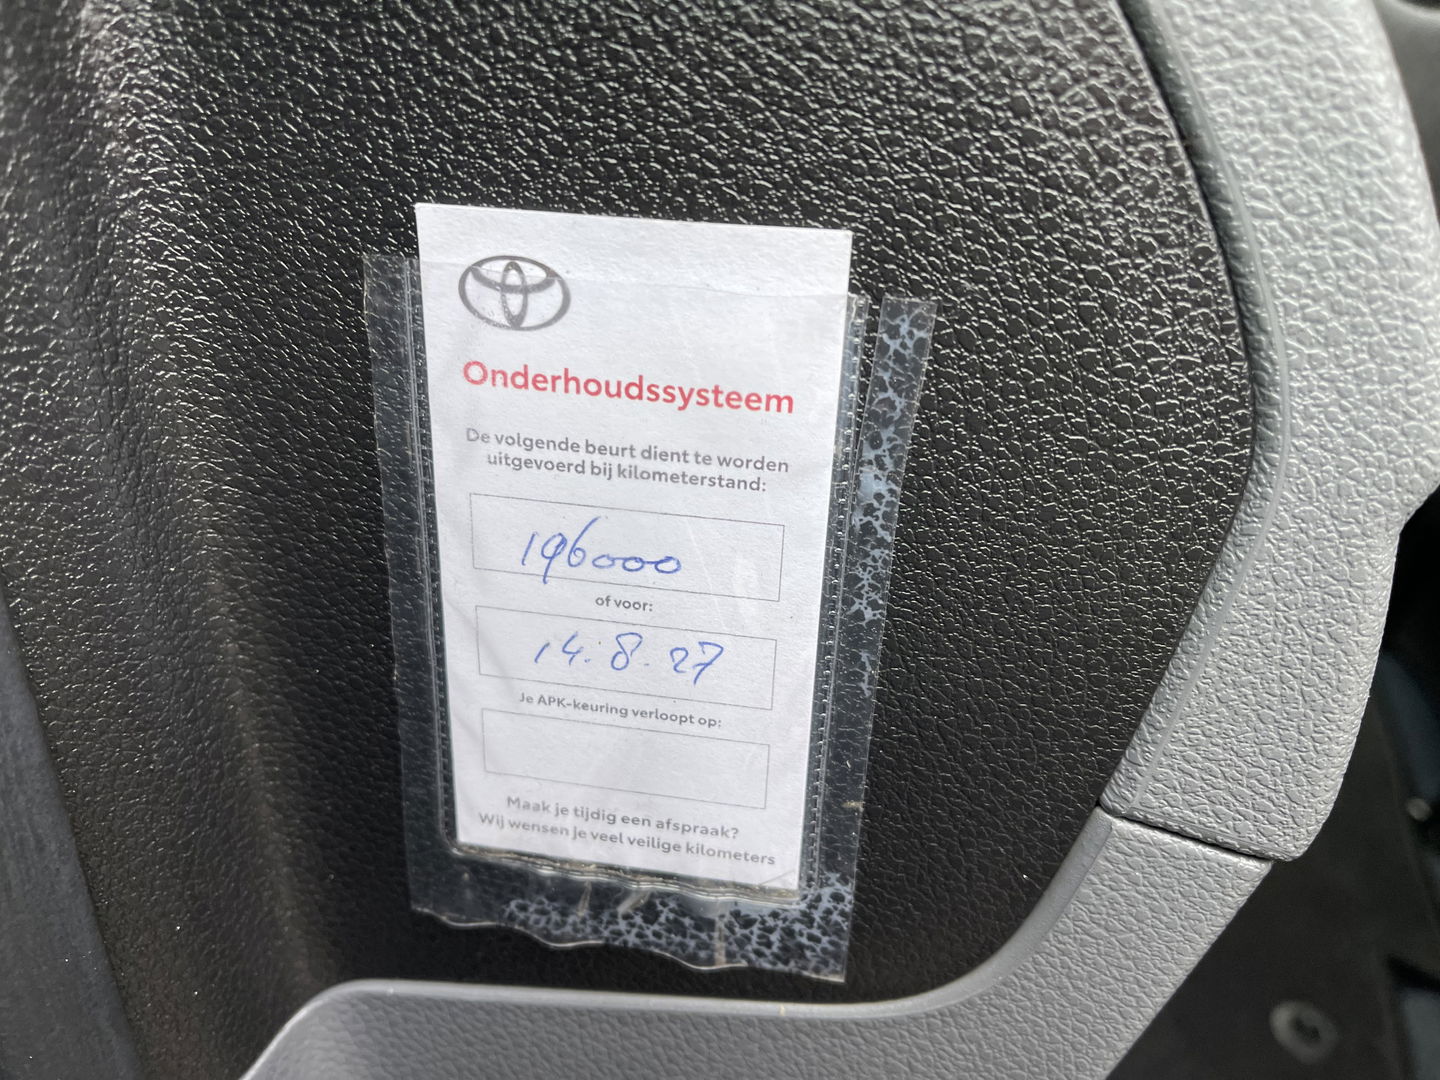 Onderhoudssysteem
De volgende beurt dient te worden
uitgevoerd bij kilometerstand:
196000
of voor:
14.8.27
Je APK-keuring verloopt op:
Maak je tijdig een afspraak?
Wij wensen je veel veilige kilometers